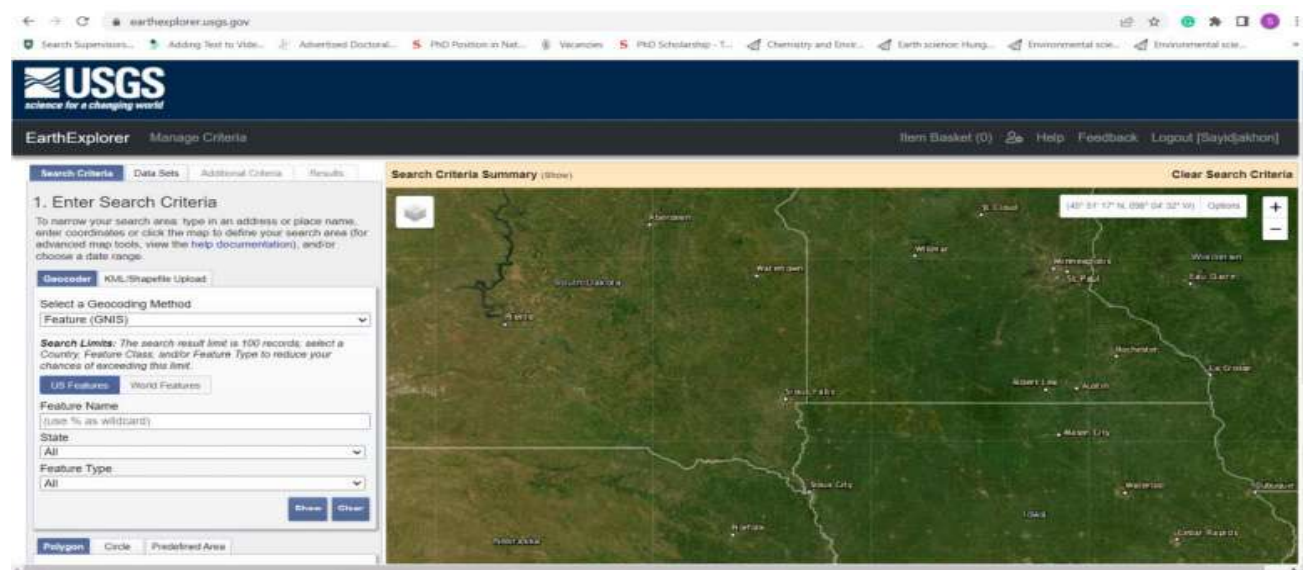 earthexplorer.usgs.gov
Search Supervisors... Adding Text to Vide... Advertised Doctoral... PhD Position in Nat... Vacancies PhD Scholarship - T... Chemistry and Envir... Earth science: Hung... Environmental scie... Environmental scie...
USGS
science for a changing world
EarthExplorer Manage Criteria Item Basket (0) Help Feedback Logout [Sayidjakhon]
Search Criteria Data Sets Additional Criteria Results
Search Criteria Summary (Show) Clear Search Criteria
1. Enter Search Criteria
To narrow your search area: type in an address or place name,
enter coordinates or click the map to define your search area (for
advanced map tools, view the help documentation), and/or
choose a date range.
Geocoder KML/Shapefile Upload
Select a Geocoding Method
Feature (GNIS)
Search Limits: The search result limit is 100 records; select a
Country, Feature Class, and/or Feature Type to reduce your
chances of exceeding this limit.
US Features World Features
Feature Name
(use % as wildcard)
State
All
Feature Type
All
Show Clear
Polygon Circle Predefined Area
Options
+
−
Aberdeen
St. Cloud
Willmar
Watertown
Minneapolis
Wisconsin
St. Paul
Eau Claire
South Dakota
Pierre
Rochester
La Crosse
Albert Lea
Austin
Sioux Falls
Mason City
Sioux City
Waterloo
Dubuque
Iowa
Norfolk
Nebraska
Cedar Rapids